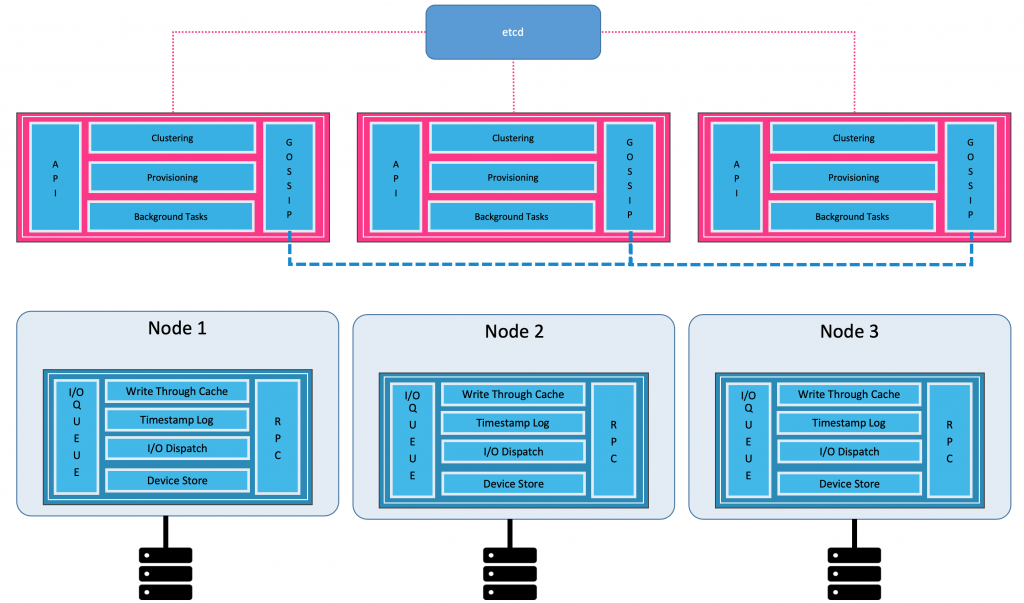 etcd
API
Clustering
Provisioning
Background Tasks
GOSSIP
API
Clustering
Provisioning
Background Tasks
GOSSIP
API
Clustering
Provisioning
Background Tasks
GOSSIP
Node 1
I/O QUEUE
Write Through Cache
Timestamp Log
I/O Dispatch
Device Store
RPC
Node 2
I/O QUEUE
Write Through Cache
Timestamp Log
I/O Dispatch
Device Store
RPC
Node 3
I/O QUEUE
Write Through Cache
Timestamp Log
I/O Dispatch
Device Store
RPC